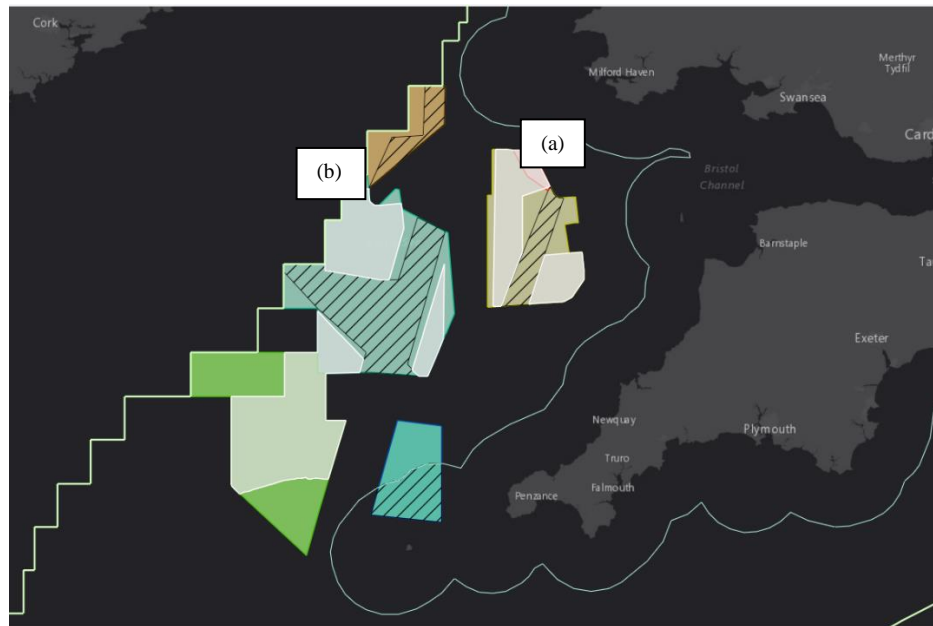 Cork
Milford Haven
Merthyr
Tydfil
Swansea
Card
(a)
(b)
Bristol
Channel
Barnstaple
Ta
Exeter
Newquay
Plymouth
Truro
Penzance
Falmouth